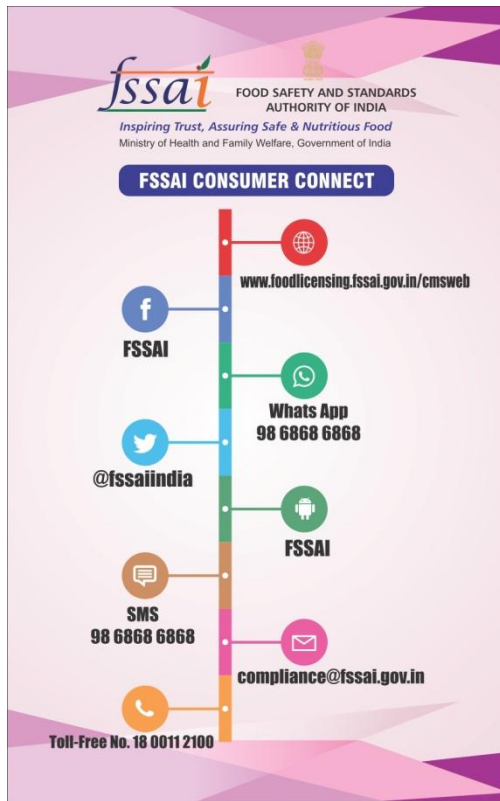 fssai
FOOD SAFETY AND STANDARDS
AUTHORITY OF INDIA
Inspiring Trust, Assuring Safe & Nutritious Food
Ministry of Health and Family Welfare, Government of India
FSSAI CONSUMER CONNECT
www.foodlicensing.fssai.gov.in/cmsweb
FSSAI
Whats App
98 6868 6868
@fssaiindia
FSSAI
SMS
98 6868 6868
compliance@fssai.gov.in
Toll-Free No. 18 0011 2100